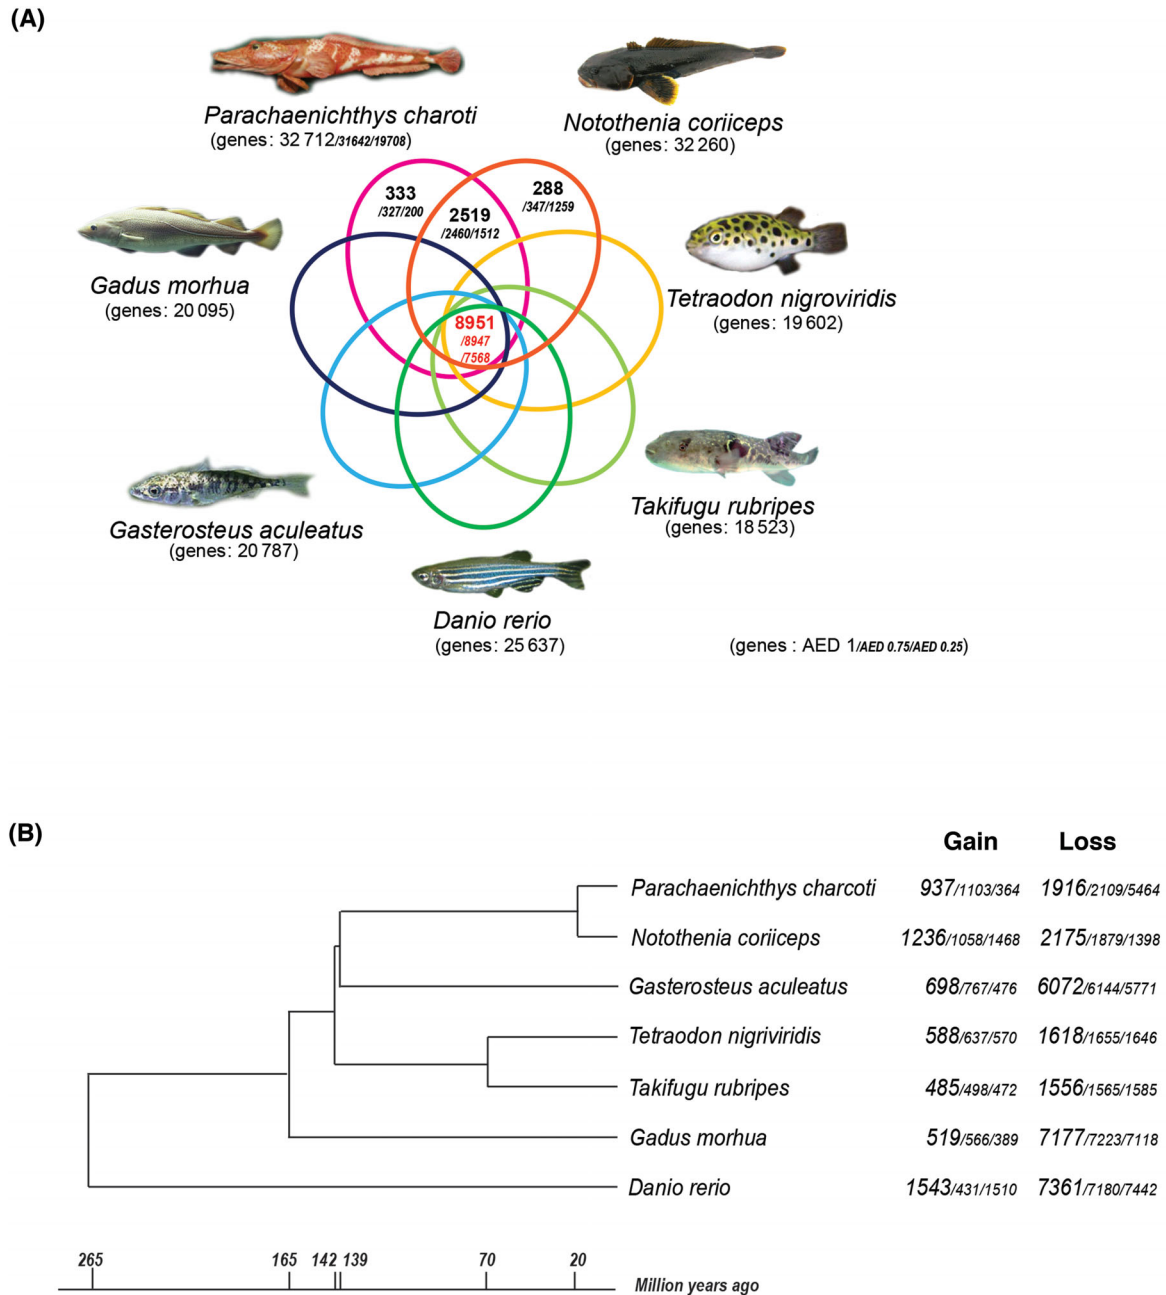 (A)
Parachaenichthys charoti
(genes: 32 712/31642/19708)
Notothenia coriiceps
(genes: 32 260)
333
/327/200
2519
/2460/1512
288
/347/1259
Gadus morhua
(genes: 20 095)
Tetraodon nigroviridis
(genes: 19 602)
8951
/8947
/7568
Gasterosteus aculeatus
(genes: 20 787)
Takifugu rubripes
(genes: 18 523)
Danio rerio
(genes: 25 637)
(genes : AED 1/AED 0.75/AED 0.25)
(B)
Gain Loss
Parachaenichthys charcoti 937/1103/364 1916/2109/5464
Notothenia coriiceps 1236/1058/1468 2175/1879/1398
Gasterosteus aculeatus 698/767/476 6072/6144/5771
Tetraodon nigriviridis 588/637/570 1618/1655/1646
Takifugu rubripes 485/498/472 1556/1565/1585
Gadus morhua 519/566/389 7177/7223/7118
Danio rerio 1543/431/1510 7361/7180/7442
265 165 142 139 70 20
Million years ago